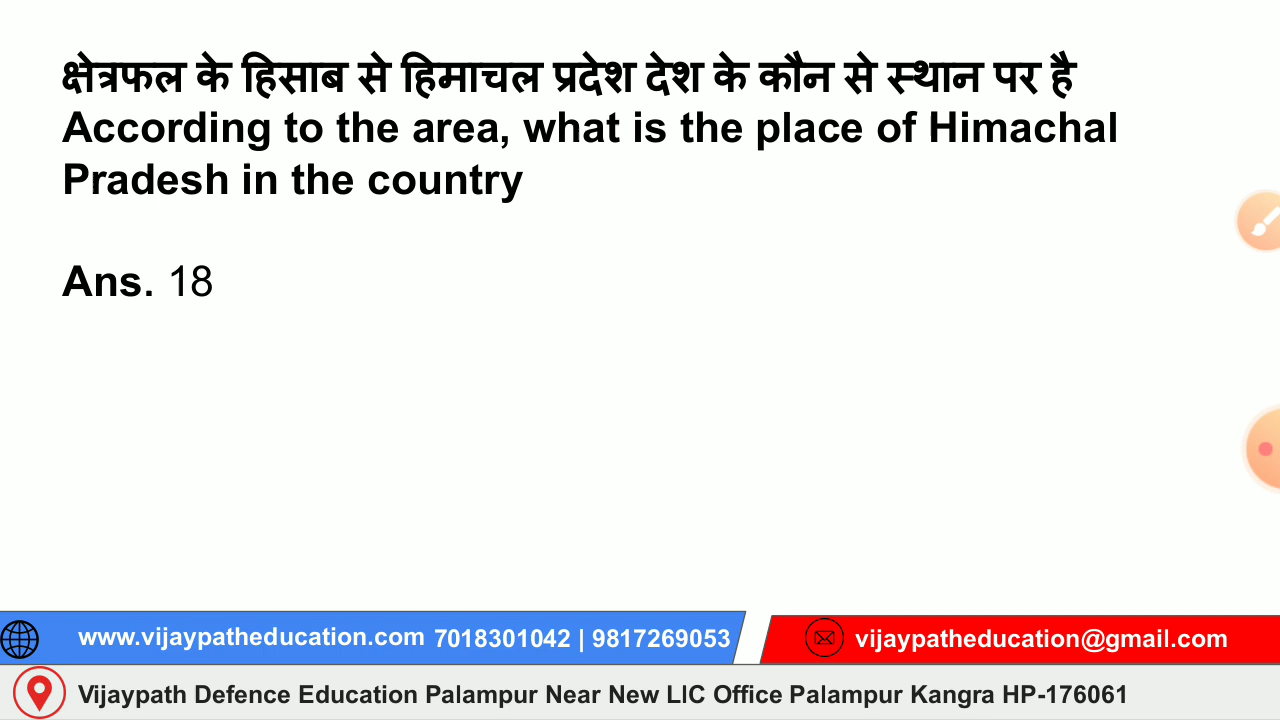 क्षेत्रफल के हिसाब से हिमाचल प्रदेश देश के कौन से स्थान पर है
According to the area, what is the place of Himachal
Pradesh in the country
Ans. 18
www.vijaypatheducation.com 7018301042 | 9817269053
vijaypatheducation@gmail.com
Vijaypath Defence Education Palampur Near New LIC Office Palampur Kangra HP-176061